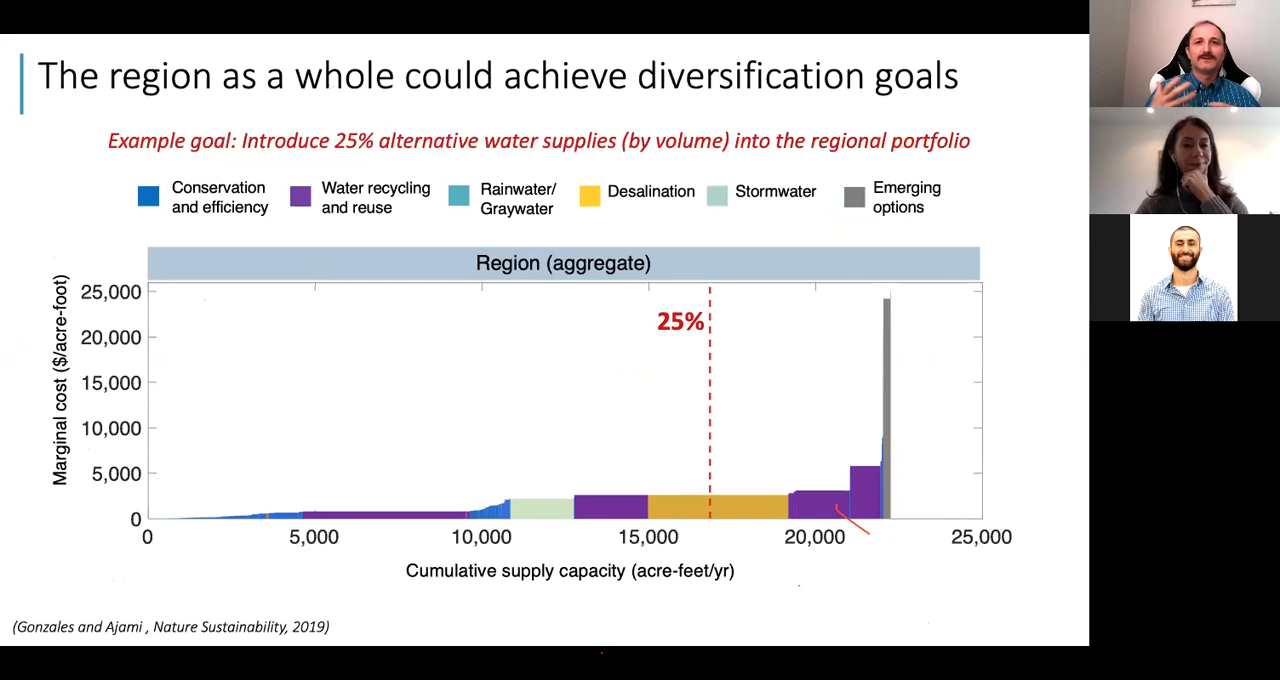 The region as a whole could achieve diversification goals
Example goal: Introduce 25% alternative water supplies (by volume) into the regional portfolio
Conservation
and efficiency
Water recycling
and reuse
Rainwater/
Graywater
Desalination
Stormwater
Emerging
options
Region (aggregate)
Marginal cost ($/acre-foot)
25,000
20,000
15,000
10,000
5,000
0
25%
0 5,000 10,000 15,000 20,000 25,000
Cumulative supply capacity (acre-feet/yr)
(Gonzales and Ajami , Nature Sustainability, 2019)